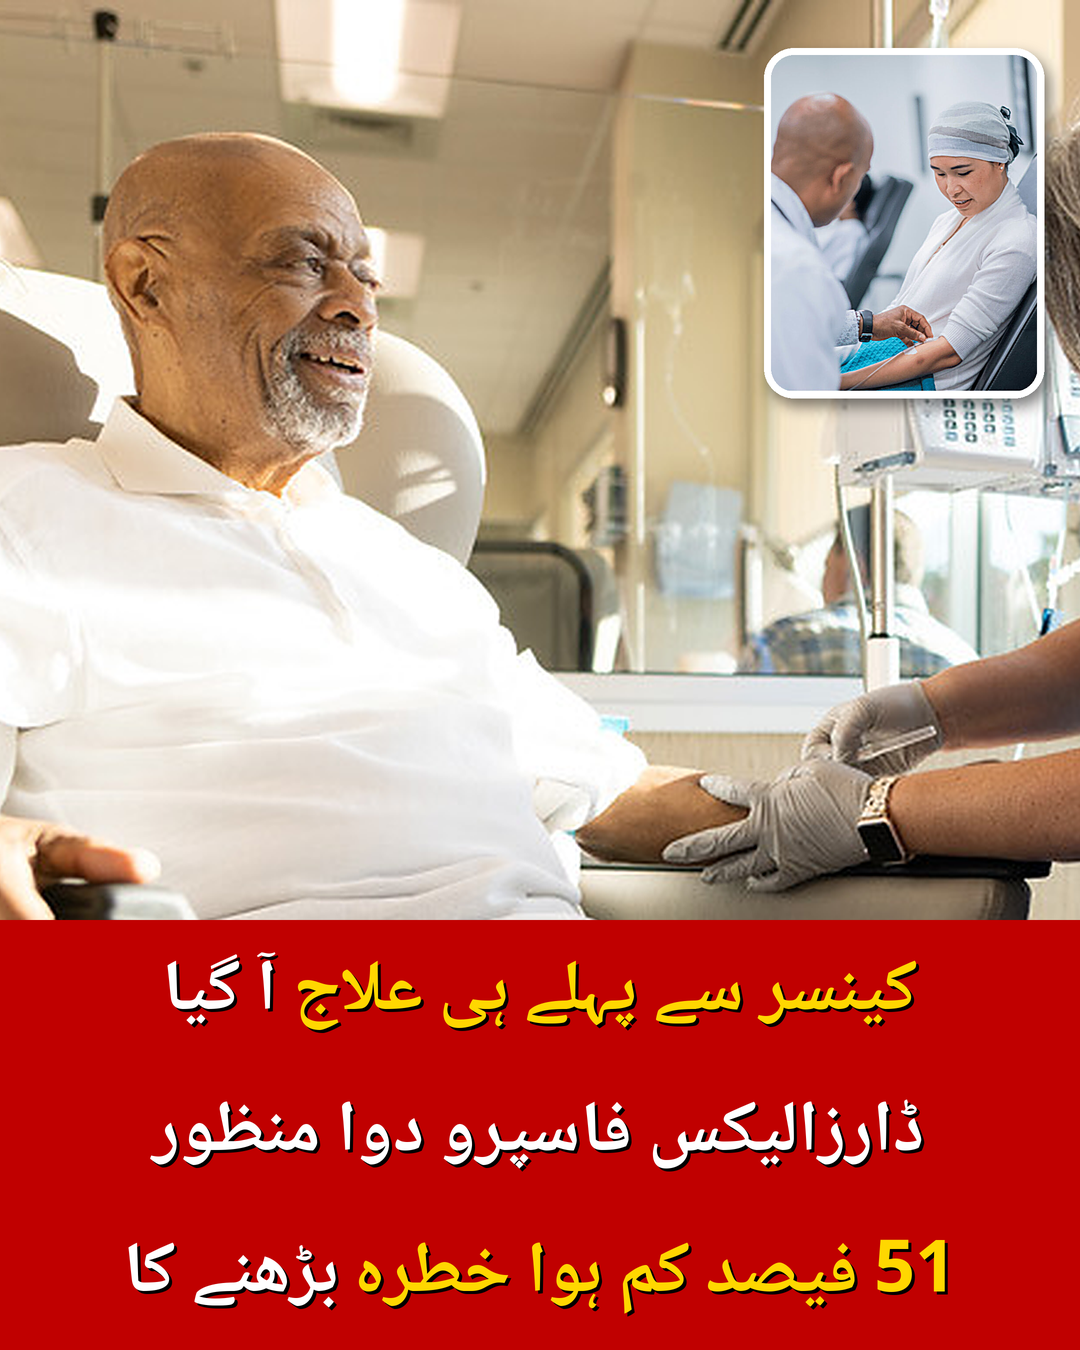 کینسر سے پہلے ہی علاج آ گیا
ڈارزالیکس فاسپرو دوا منظور
51 فیصد کم ہوا خطرہ بڑھنے کا